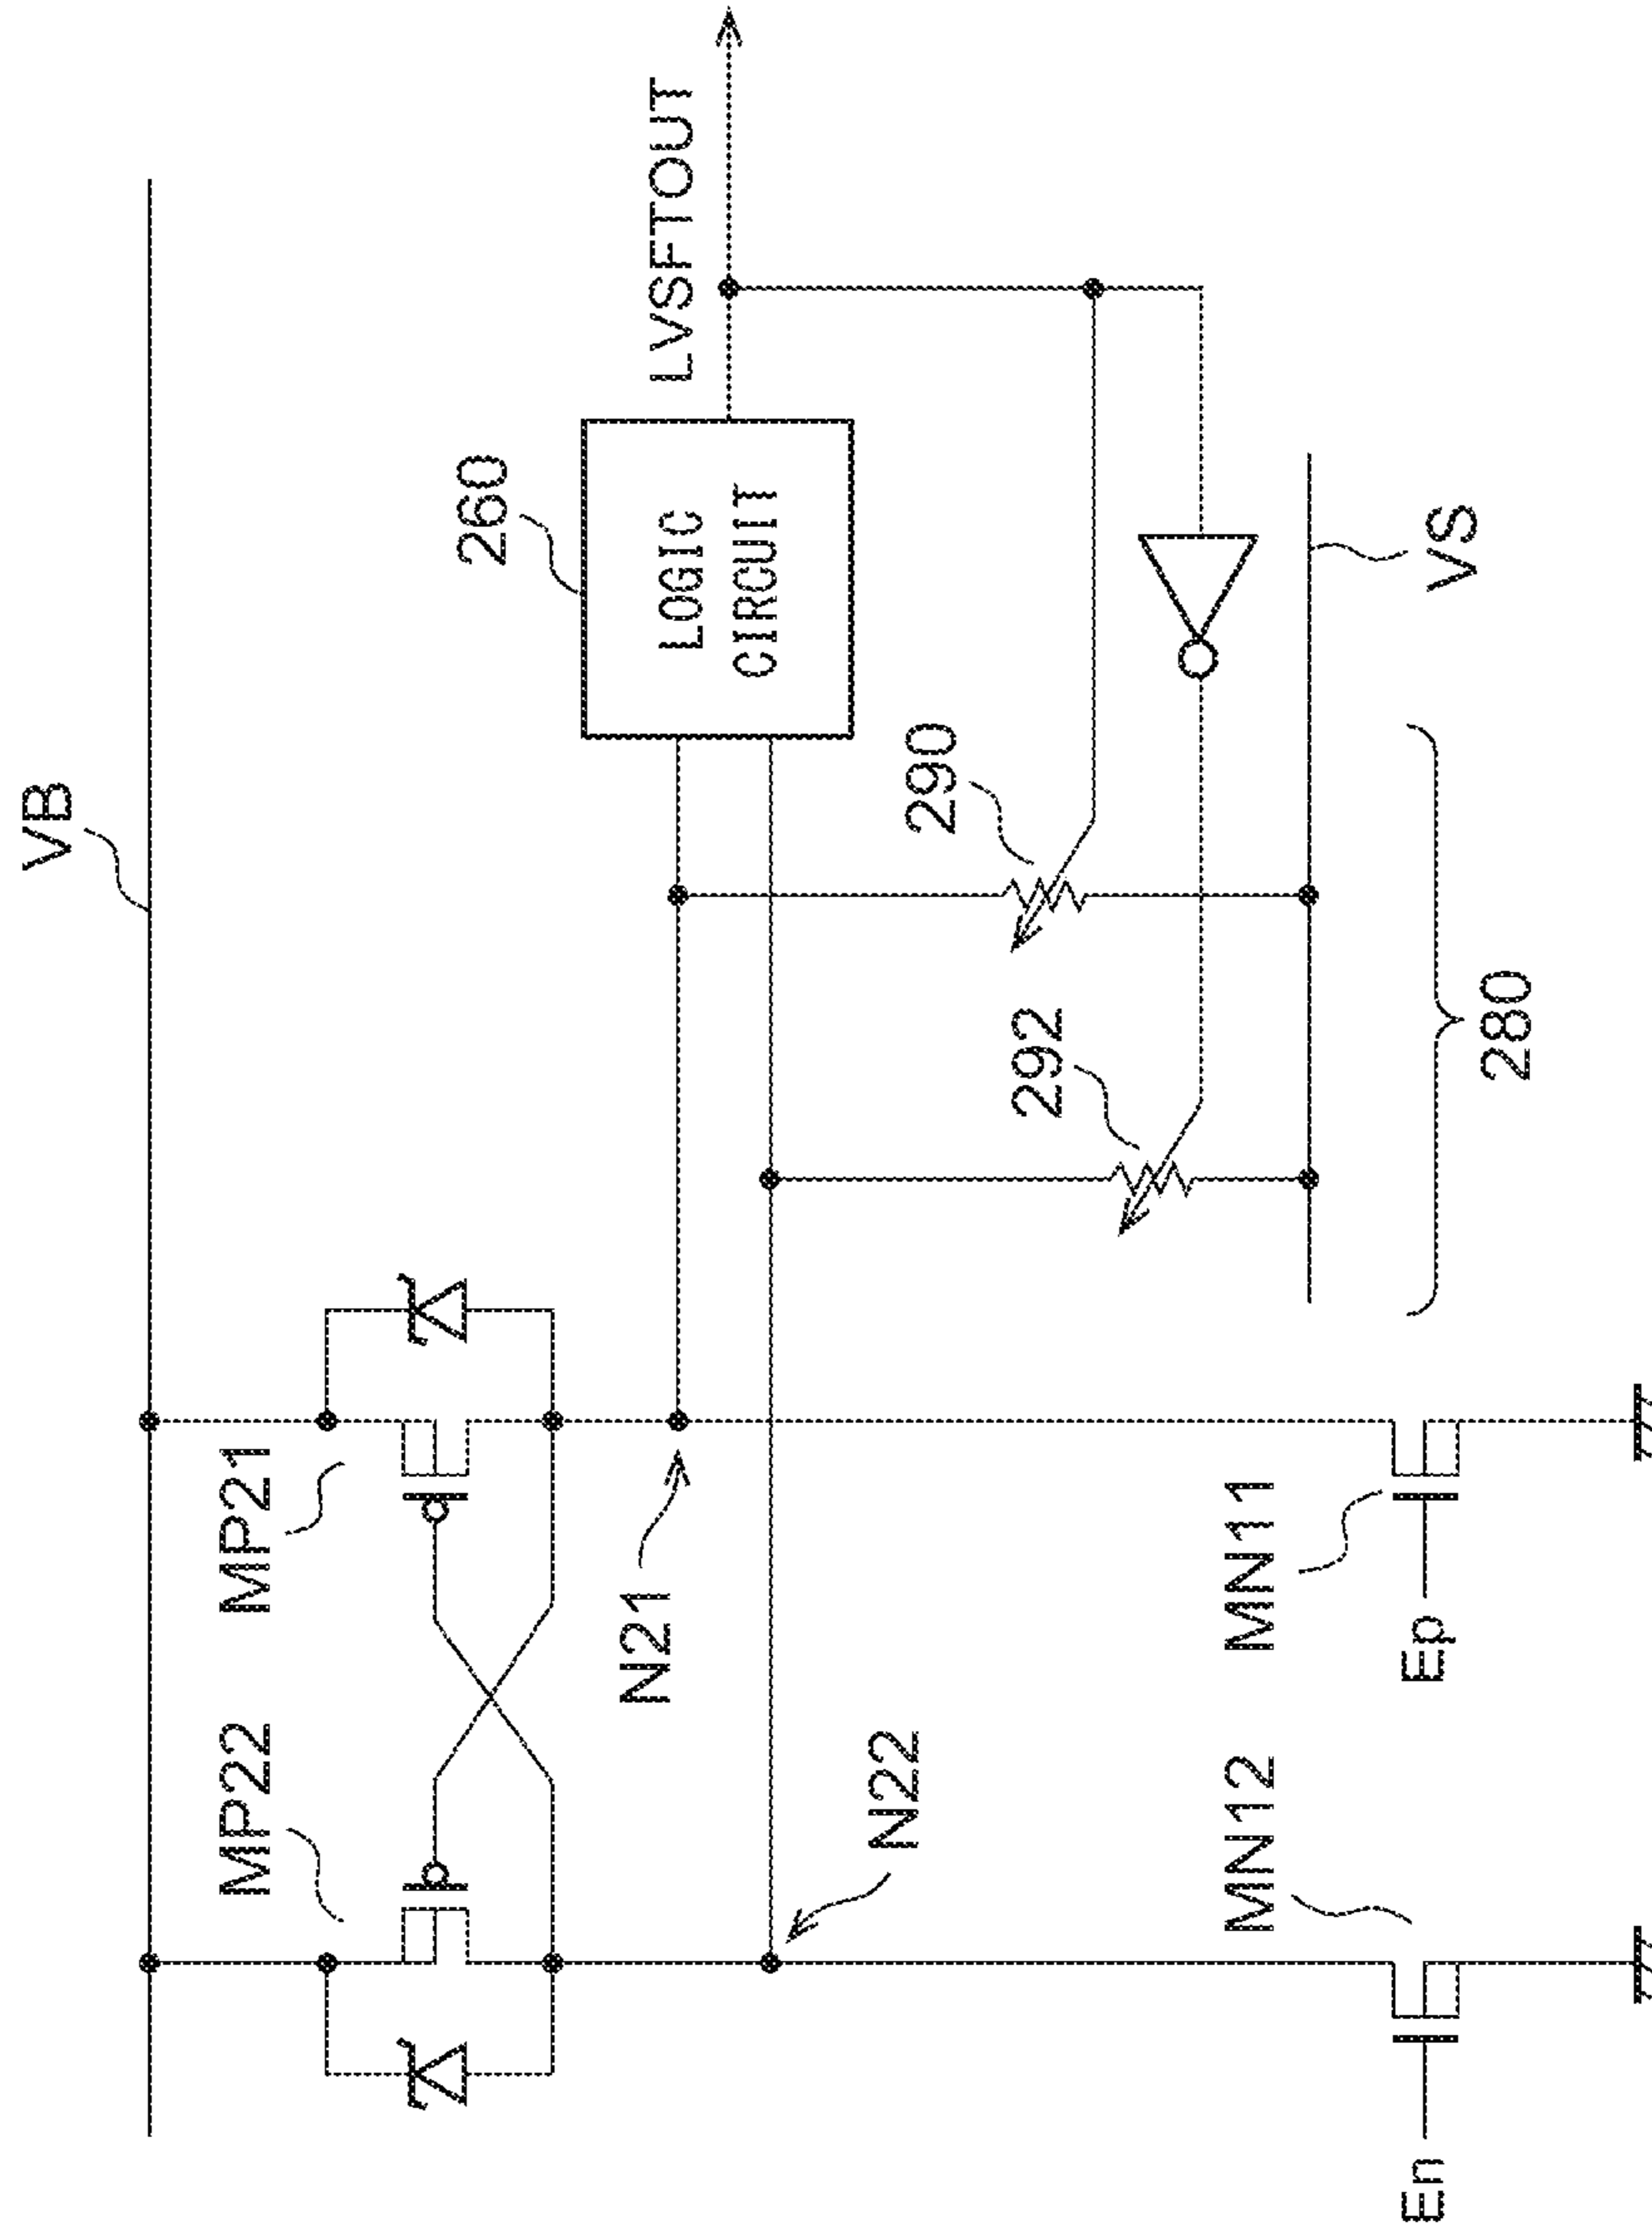 VB
MP22
MP21
N21
N22
260
LOGIC
CIRCUIT
LVSFTOUT
292
290
VS
280
MN12
MN11
En
Ep